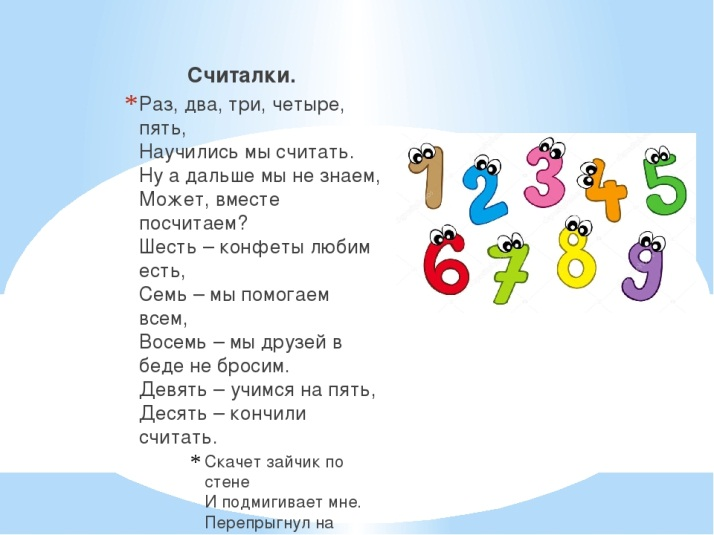 Считалки.
* Раз, два, три, четыре,
пять,
Научились мы считать.
Ну а дальше мы не знаем,
Может, вместе
посчитаем?
Шесть – конфеты любим
есть,
Семь – мы помогаем
всем,
Восемь – мы друзей в
беде не бросим.
Девять – учимся на пять,
Десять – кончили
считать.
* Скачет зайчик по
стене
И подмигивает мне.
Перепрыгнул на
1 2 3 4 5
6 7 8 9